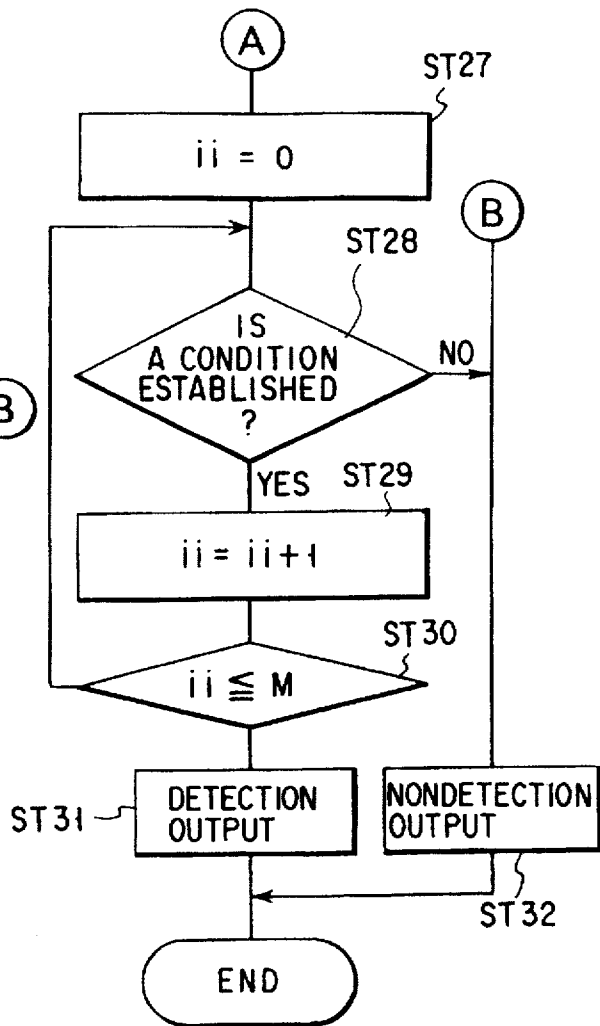 A
ST27
ii = 0
B
ST28
IS
A CONDITION
ESTABLISHED
?
NO
B
YES
ST29
ii = ii+1
ST30
ii ≦ M
ST31
DETECTION
OUTPUT
NONDETECTION
OUTPUT
ST32
END